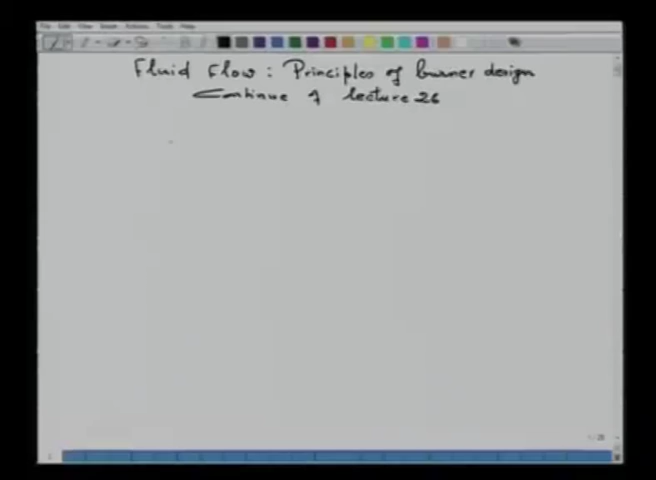 Fluid Flow : Principles of burner design
Continue of lecture 26